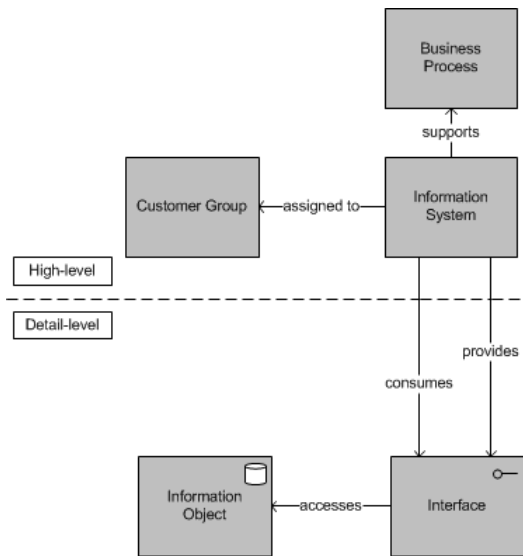 Business
Process
supports
Customer Group
assigned to
Information
System
High-level
Detail-level
provides
consumes
Information
Object
accesses
Interface